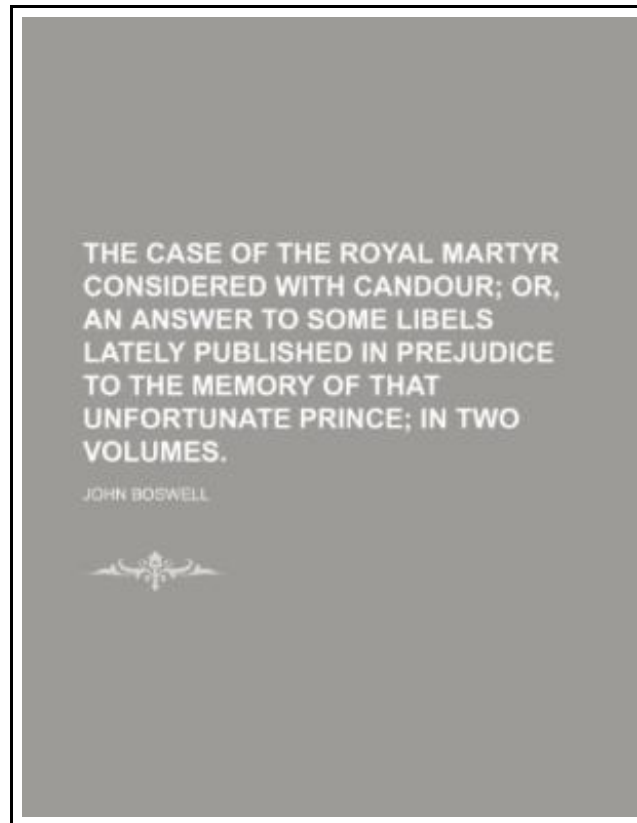 THE CASE OF THE ROYAL MARTYR
CONSIDERED WITH CANDOUR; OR,
AN ANSWER TO SOME LIBELS
LATELY PUBLISHED IN PREJUDICE
TO THE MEMORY OF THAT
UNFORTUNATE PRINCE; IN TWO
VOLUMES.
JOHN BOSWELL